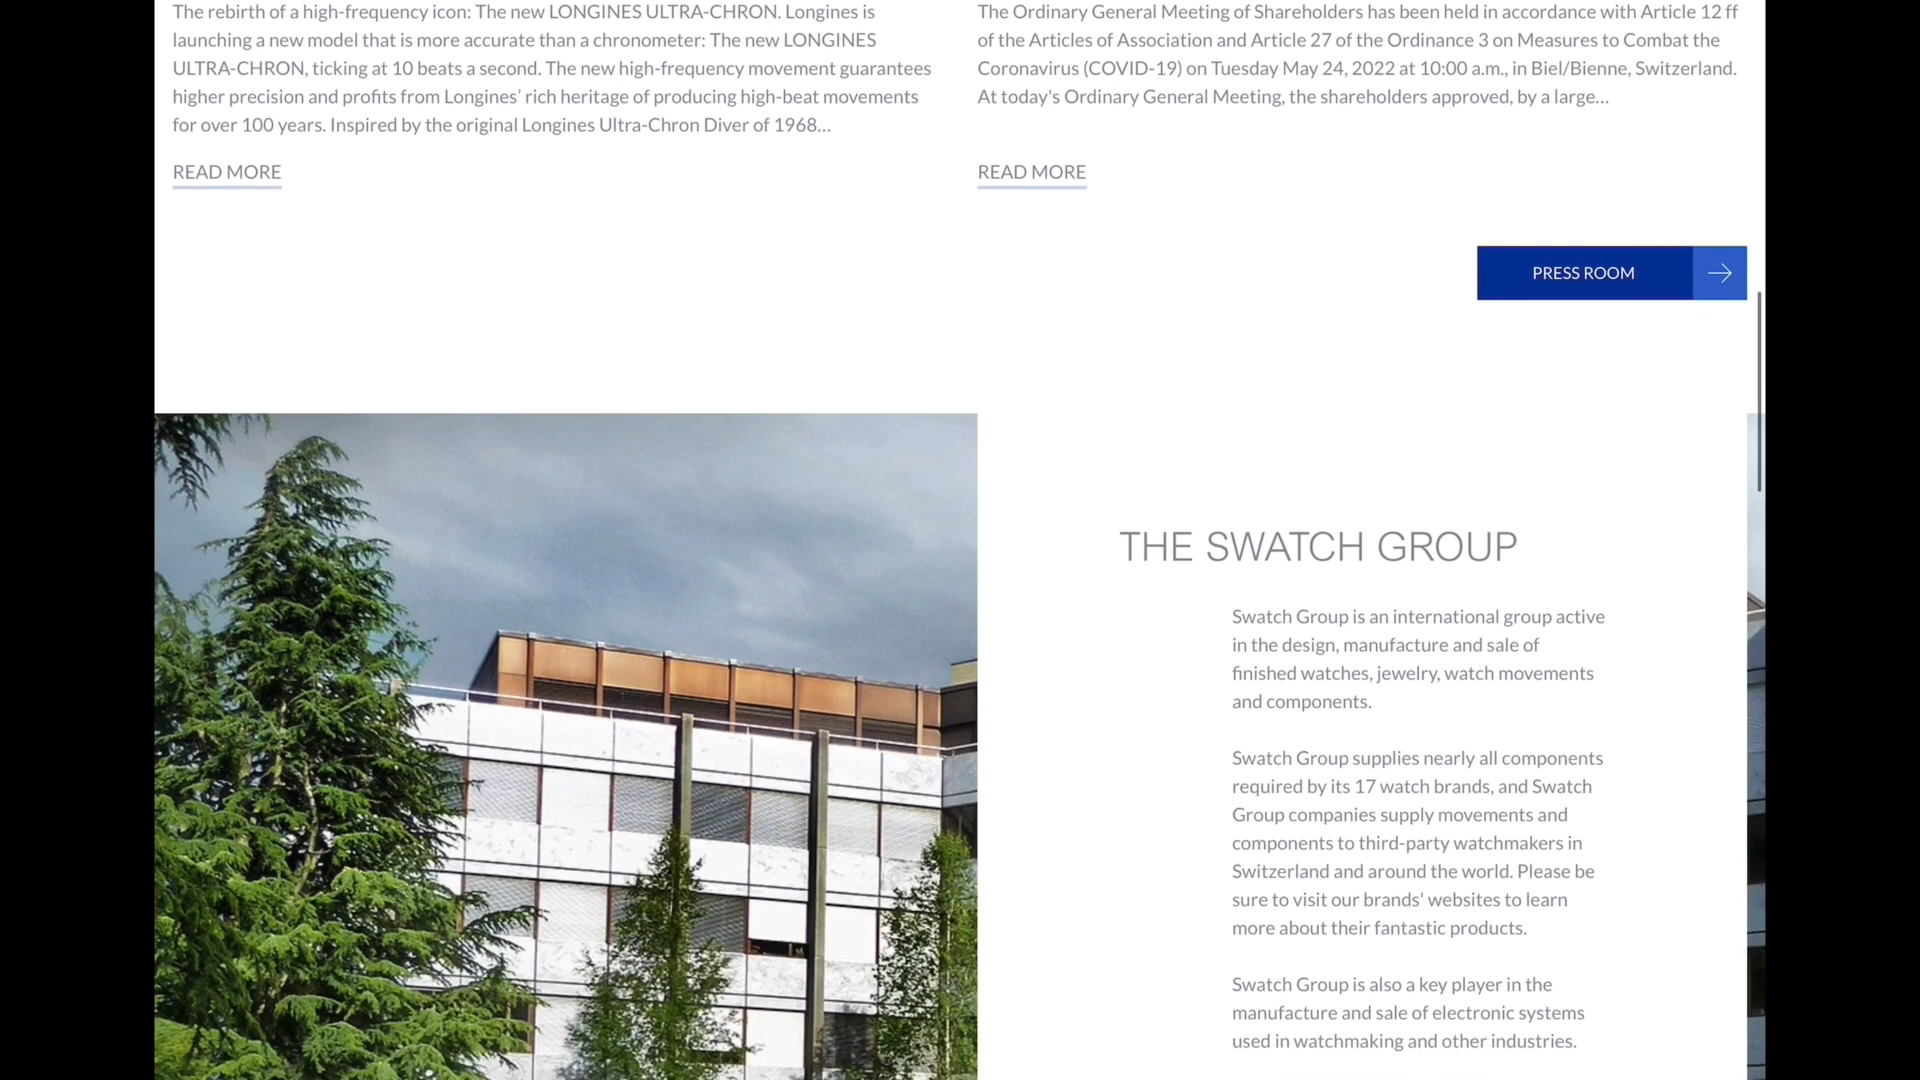 The rebirth of a high-frequency icon: The new LONGINES ULTRA-CHRON. Longines is
launching a new model that is more accurate than a chronometer: The new LONGINES
ULTRA-CHRON, ticking at 10 beats a second. The new high-frequency movement guarantees
higher precision and profits from Longines’ rich heritage of producing high-beat movements
for over 100 years. Inspired by the original Longines Ultra-Chron Diver of 1968...
READ MORE
The Ordinary General Meeting of Shareholders has been held in accordance with Article 12 ff
of the Articles of Association and Article 27 of the Ordinance 3 on Measures to Combat the
Coronavirus (COVID-19) on Tuesday May 24, 2022 at 10:00 a.m., in Biel/Bienne, Switzerland.
At today's Ordinary General Meeting, the shareholders approved, by a large...
READ MORE
PRESS ROOM
THE SWATCH GROUP
Swatch Group is an international group active
in the design, manufacture and sale of
finished watches, jewelry, watch movements
and components.
Swatch Group supplies nearly all components
required by its 17 watch brands, and Swatch
Group companies supply movements and
components to third-party watchmakers in
Switzerland and around the world. Please be
sure to visit our brands' websites to learn
more about their fantastic products.
Swatch Group is also a key player in the
manufacture and sale of electronic systems
used in watchmaking and other industries.